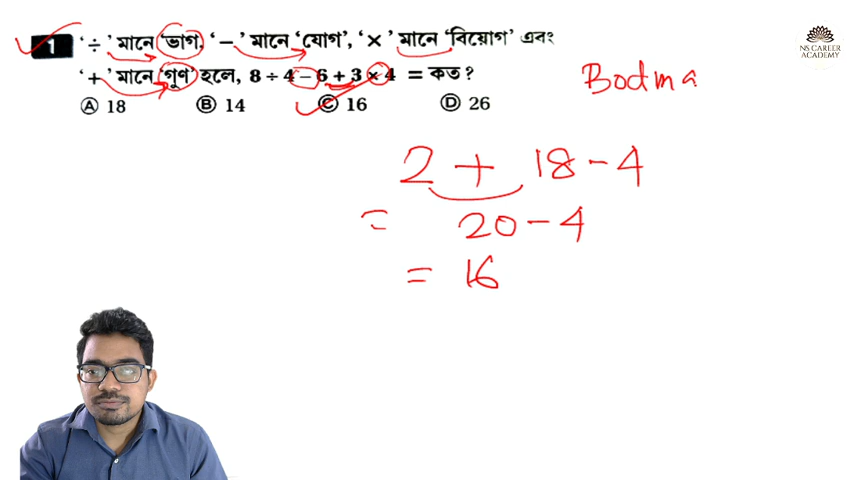 1 ‘÷’ মানে ‘ভাগ’, ‘−’ মানে ‘যোগ’, ‘×’ মানে ‘বিয়োগ’ এবং
‘+’ মানে ‘গুণ’ হলে, 8 ÷ 4 − 6 + 3 × 4 = কত?
Ⓐ 18 Ⓑ 14 Ⓒ 16 Ⓓ 26
NS CAREER
ACADEMY
Bodma
2 + 18 - 4
= 20 - 4
= 16